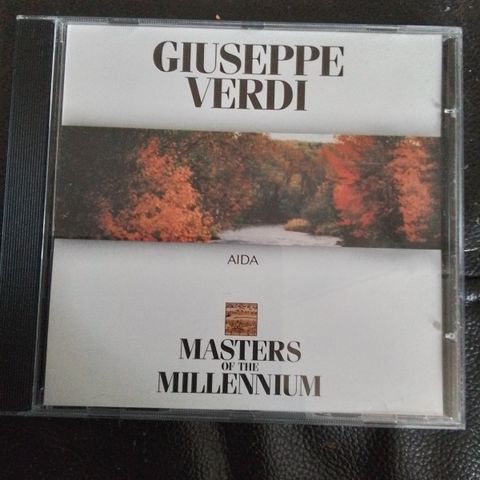 GIUSEPPE
VERDI
AIDA
MASTERS
OF THE
MILLENNIUM